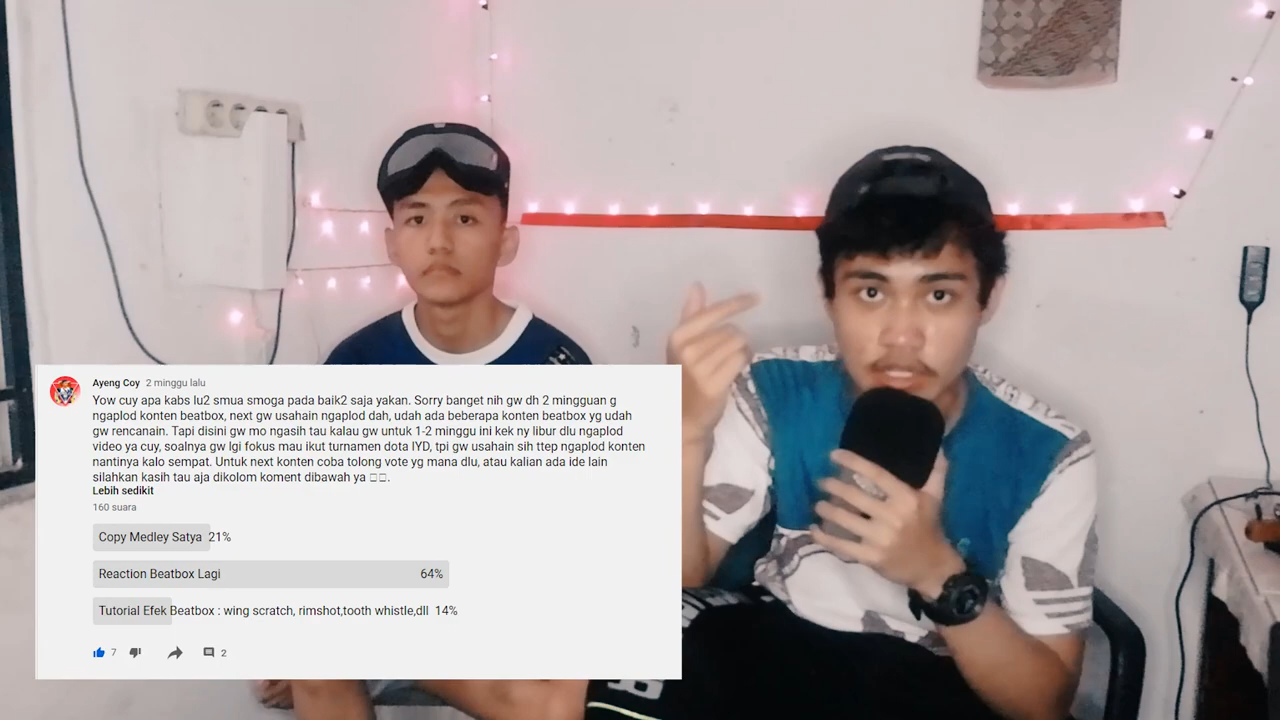 Ayeng Coy 2 minggu lalu
Yow cuy apa kabs lu2 smua smoga pada baik2 saja yakan. Sorry banget nih gw dh 2 mingguan g
ngaplod konten beatbox, next gw usahain ngaplod dah, udah ada beberapa konten beatbox yg udah
gw rencanain. Tapi disini gw mo ngasih tau kalau gw untuk 1-2 minggu ini kek ny libur dlu ngaplod
video ya cuy, soalnya gw lgi fokus mau ikut turnamen dota IYD, tpi gw usahain sih ttep ngaplod konten
nantinya kalo sempat. Untuk next konten coba tolong vote yg mana dlu, atau kalian ada ide lain
silahkan kasih tau aja dikolom koment dibawah ya □□.
Lebih sedikit
160 suara
Copy Medley Satya 21%
Reaction Beatbox Lagi 64%
Tutorial Efek Beatbox : wing scratch, rimshot,tooth whistle,dll 14%
7 2